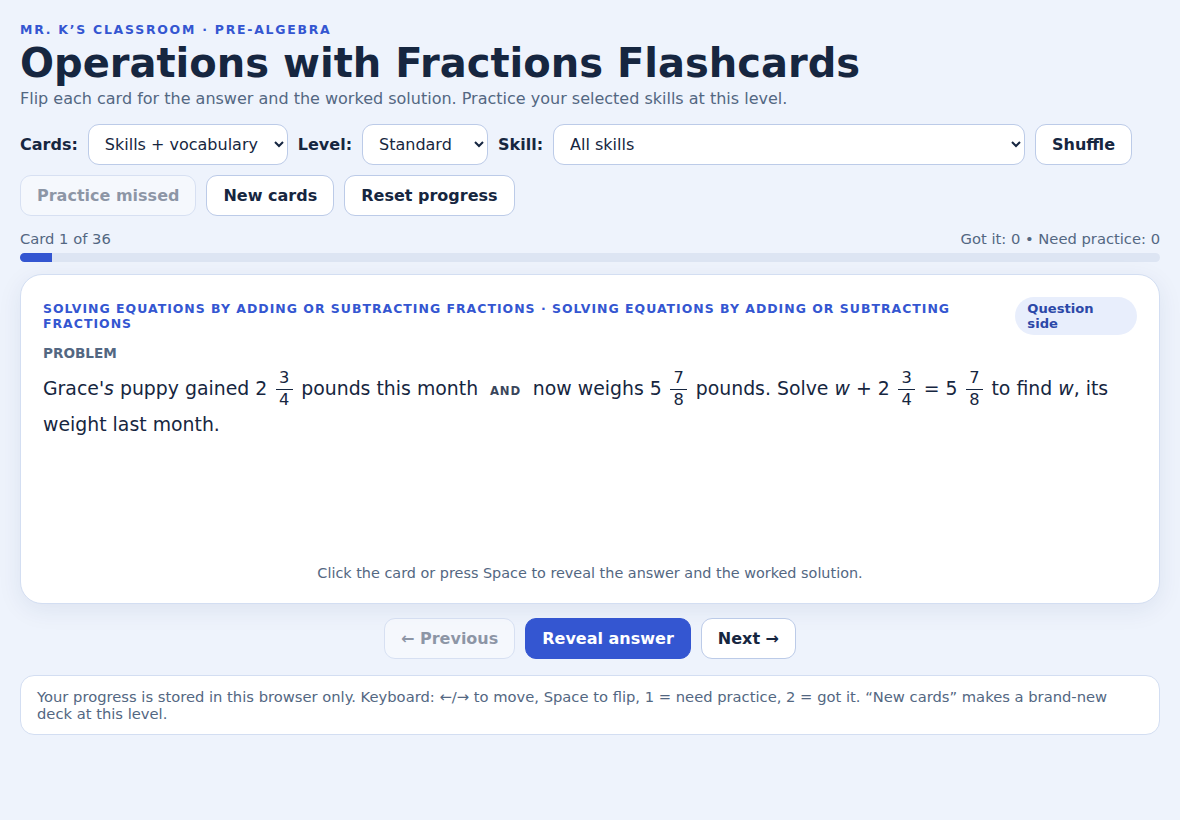 MR. K’S CLASSROOM · PRE-ALGEBRA
Operations with Fractions Flashcards
Flip each card for the answer and the worked solution. Practice your selected skills at this level.
Cards: Skills + vocabulary Level: Standard Skill: All skills Shuffle
Practice missed New cards Reset progress
Card 1 of 36 Got it: 0 • Need practice: 0
SOLVING EQUATIONS BY ADDING OR SUBTRACTING FRACTIONS · SOLVING EQUATIONS BY ADDING OR SUBTRACTING
FRACTIONS
Question
side
PROBLEM
Grace's puppy gained 2 3/4 pounds this month AND now weighs 5 7/8 pounds. Solve w + 2 3/4 = 5 7/8 to find w, its
weight last month.
Click the card or press Space to reveal the answer and the worked solution.
← Previous Reveal answer Next →
Your progress is stored in this browser only. Keyboard: ←/→ to move, Space to flip, 1 = need practice, 2 = got it. “New cards” makes a brand-new
deck at this level.